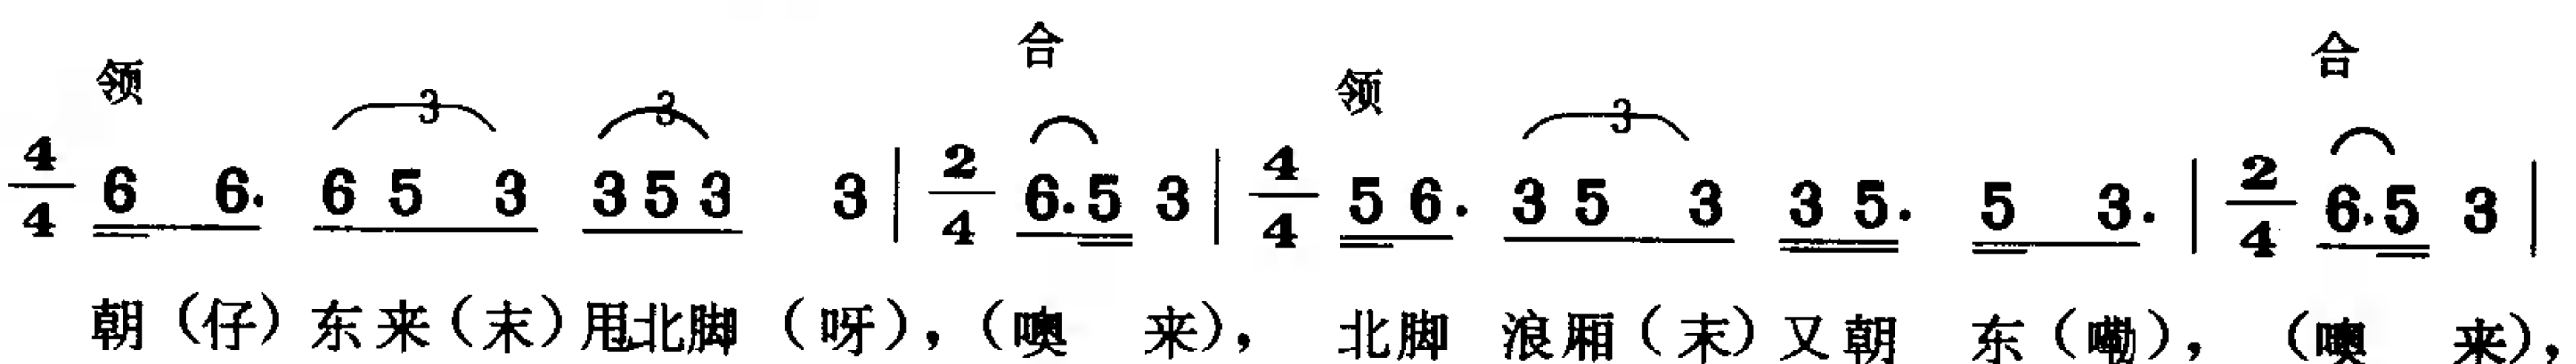 领 合 领 合
4/4 6 6. 6 5 3 3 5 3 3 | 2/4 6.5 3 | 4/4 5 6. 3 5 3 3 5. 5 3. | 2/4 6.5 3 |
朝（仔）东来（末）甩北脚（呀），（噢来）， 北脚浪厢（末）又朝东（嘞），（噢来），